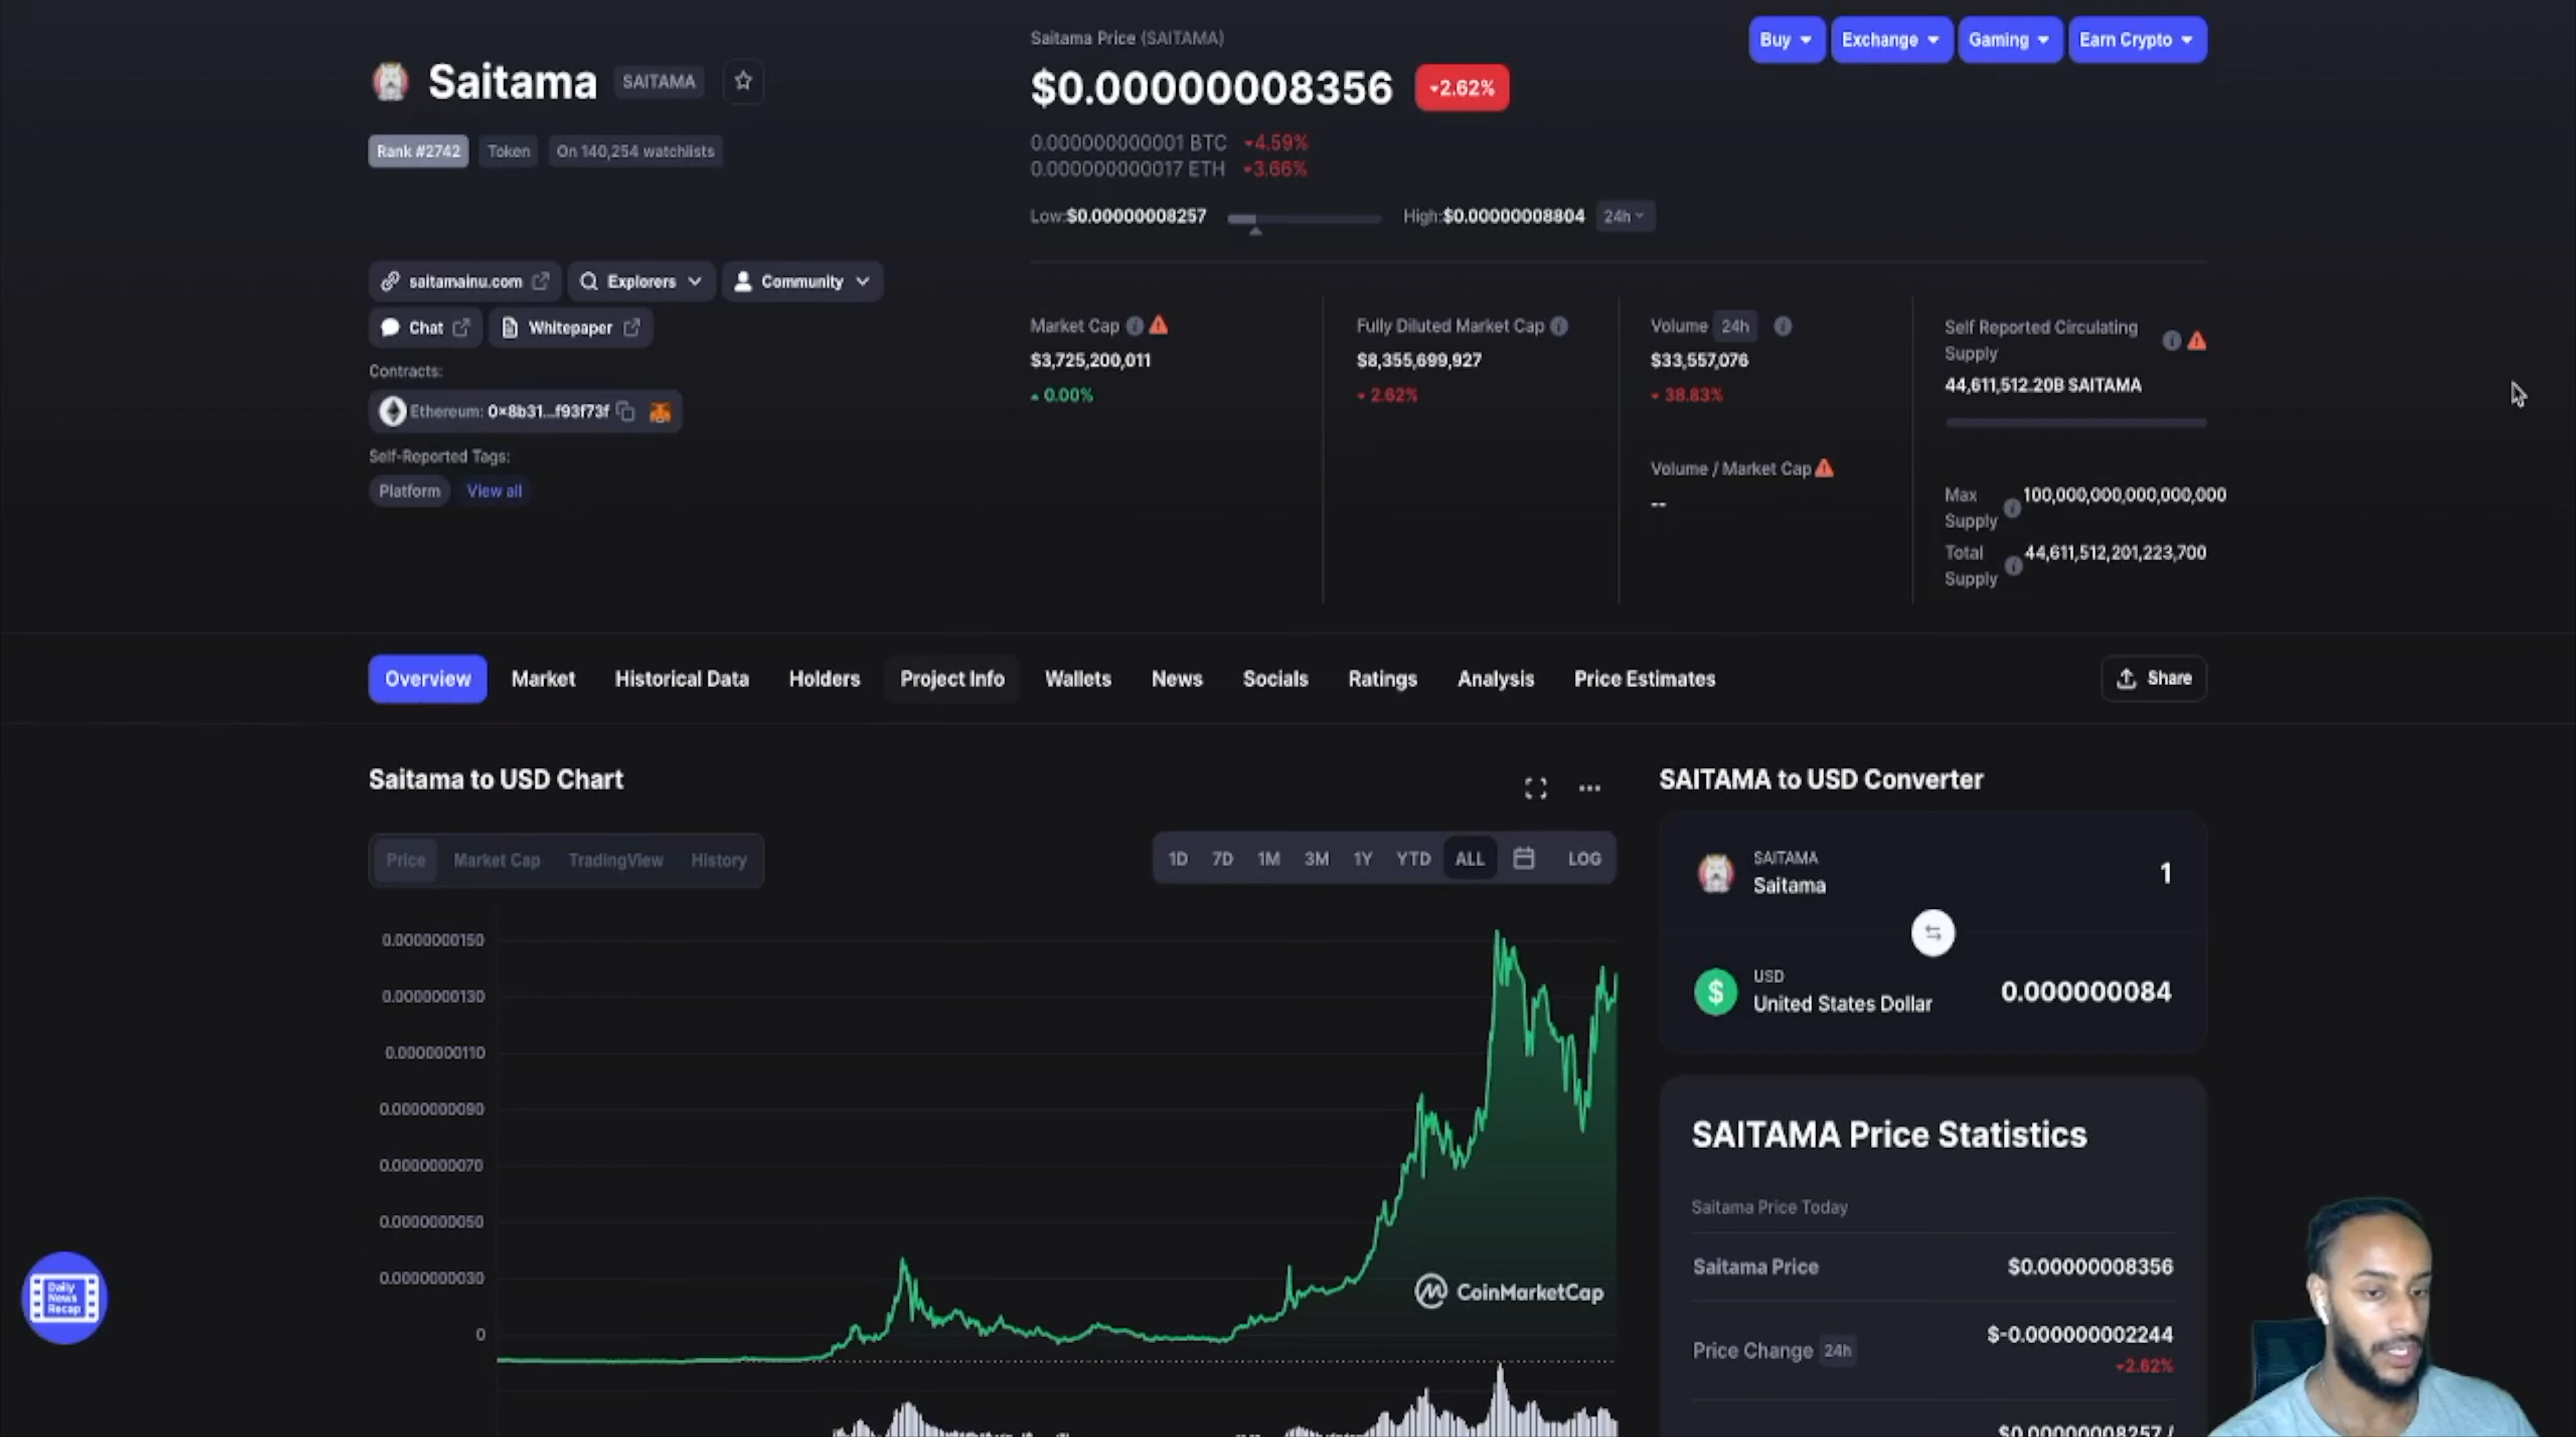 Saitama SAITAMA
Rank #2742 Token On 140,254 watchlists
saitamainu.com Explorers Community
Chat Whitepaper
Contracts:
Ethereum: 0x8b31...f93f73f
Self-Reported Tags:
Platform View all
Saitama Price (SAITAMA)
$0.00000008356 2.62%
0.000000000001 BTC 4.59%
0.000000000017 ETH 3.66%
Low:$0.00000008257 High:$0.00000008804 24h
Buy Exchange Gaming Earn Crypto
Market Cap
$3,725,200,011
0.00%
Fully Diluted Market Cap
$8,355,699,927
2.62%
Volume 24h
$33,557,076
38.83%
Volume / Market Cap
--
Self Reported Circulating
Supply
44,611,512.20B SAITAMA
Max
Supply
100,000,000,000,000,000
Total
Supply
44,611,512,201,223,700
Overview Market Historical Data Holders Project Info Wallets News Socials Ratings Analysis Price Estimates Share
Saitama to USD Chart
Price Market Cap TradingView History
1D 7D 1M 3M 1Y YTD ALL LOG
0.0000000150
0.0000000130
0.0000000110
0.0000000090
0.0000000070
0.0000000050
0.0000000030
0
CoinMarketCap
SAITAMA to USD Converter
SAITAMA
Saitama
1
USD
United States Dollar
0.000000084
SAITAMA Price Statistics
Saitama Price Today
Saitama Price $0.00000008356
Price Change 24h $-0.000000002244
2.62%
$0.00000008257 /
Daily
News
Recap